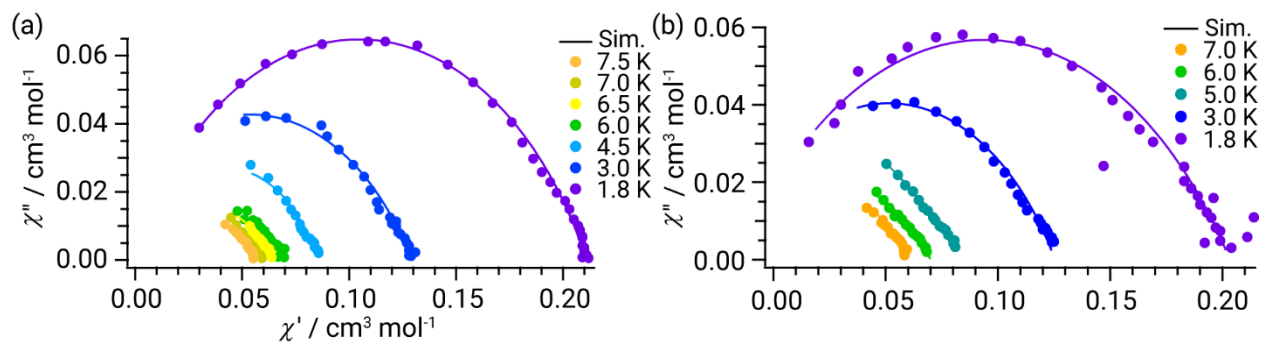 (a)
χ'' / cm³ mol⁻¹
0.06
0.04
0.02
0.00
0.00 0.05 0.10 0.15 0.20
χ' / cm³ mol⁻¹
Sim.
7.5 K
7.0 K
6.5 K
6.0 K
4.5 K
3.0 K
1.8 K
(b)
χ'' / cm³ mol⁻¹
0.06
0.04
0.02
0.00
0.00 0.05 0.10 0.15 0.20
Sim.
7.0 K
6.0 K
5.0 K
3.0 K
1.8 K